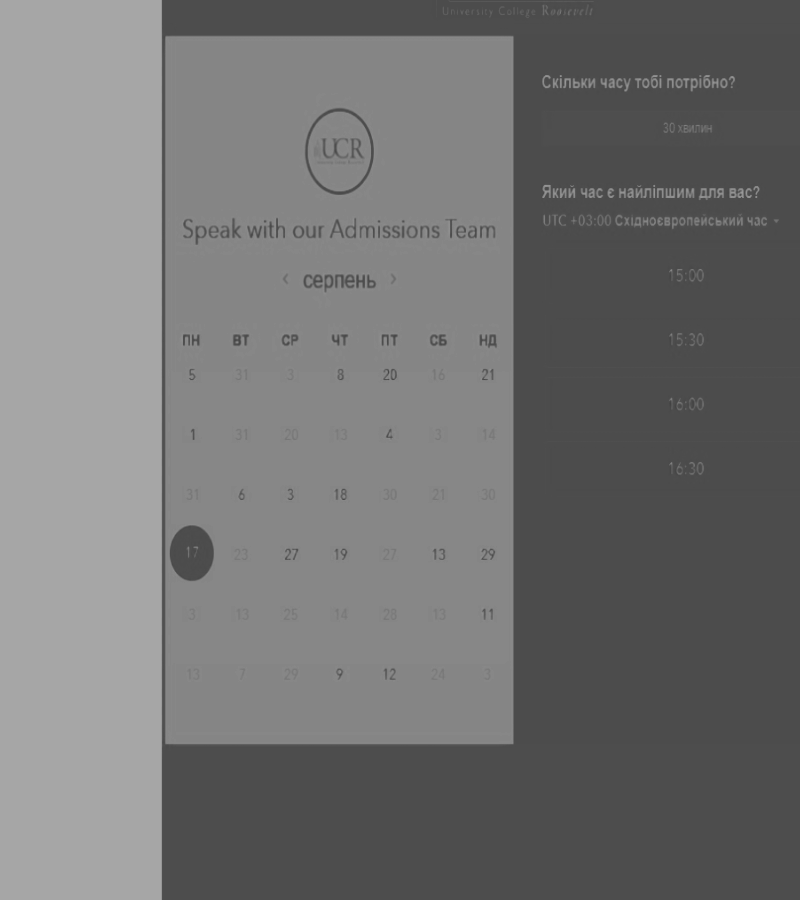 University College Roosevelt
UCR
Speak with our Admissions Team
‹ серпень ›
ПН ВТ СР ЧТ ПТ СБ НД
5 31 3 8 20 16 21
1 31 20 13 4 3 14
31 6 3 18 30 21 30
17 23 27 19 27 13 29
3 13 25 14 28 13 11
13 7 29 9 12 24 3
Скільки часу тобі потрібно?
30 хвилин
Який час є найліпшим для вас?
UTC +03:00 Східноєвропейський час
15:00
15:30
16:00
16:30